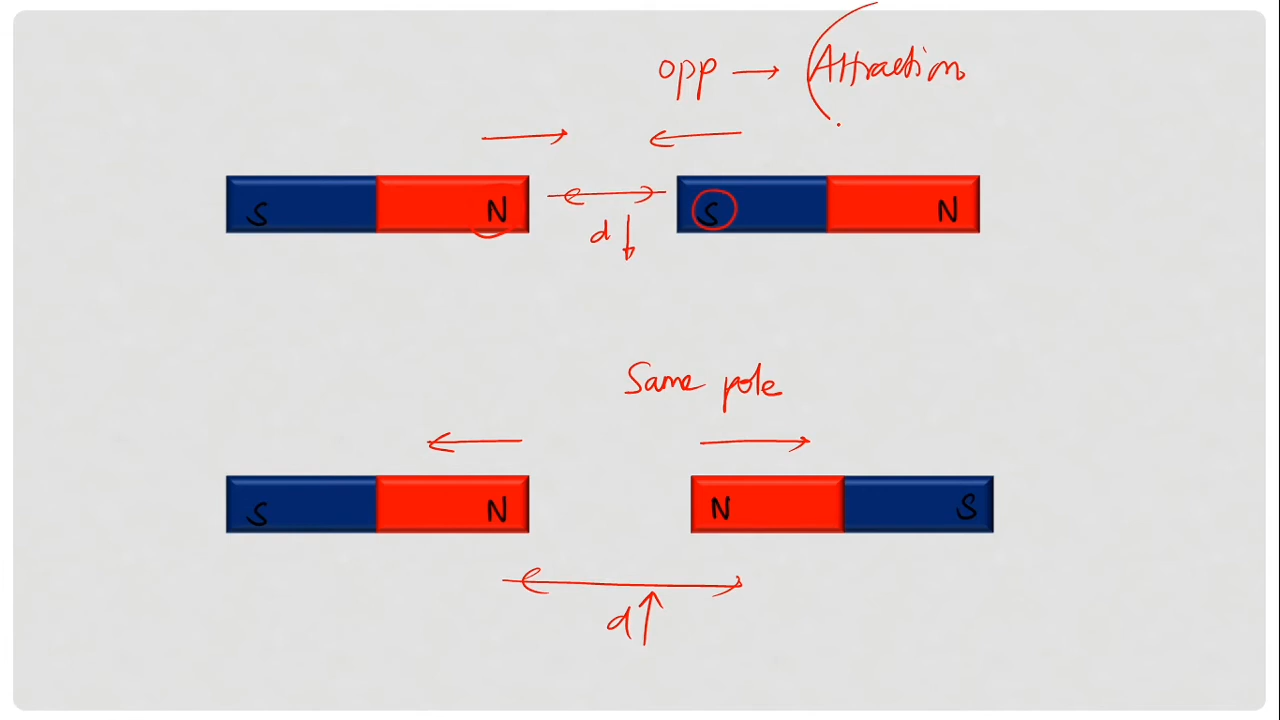 opp → Attraction
S N S N
d ↓
Same pole
S N N S
d ↑